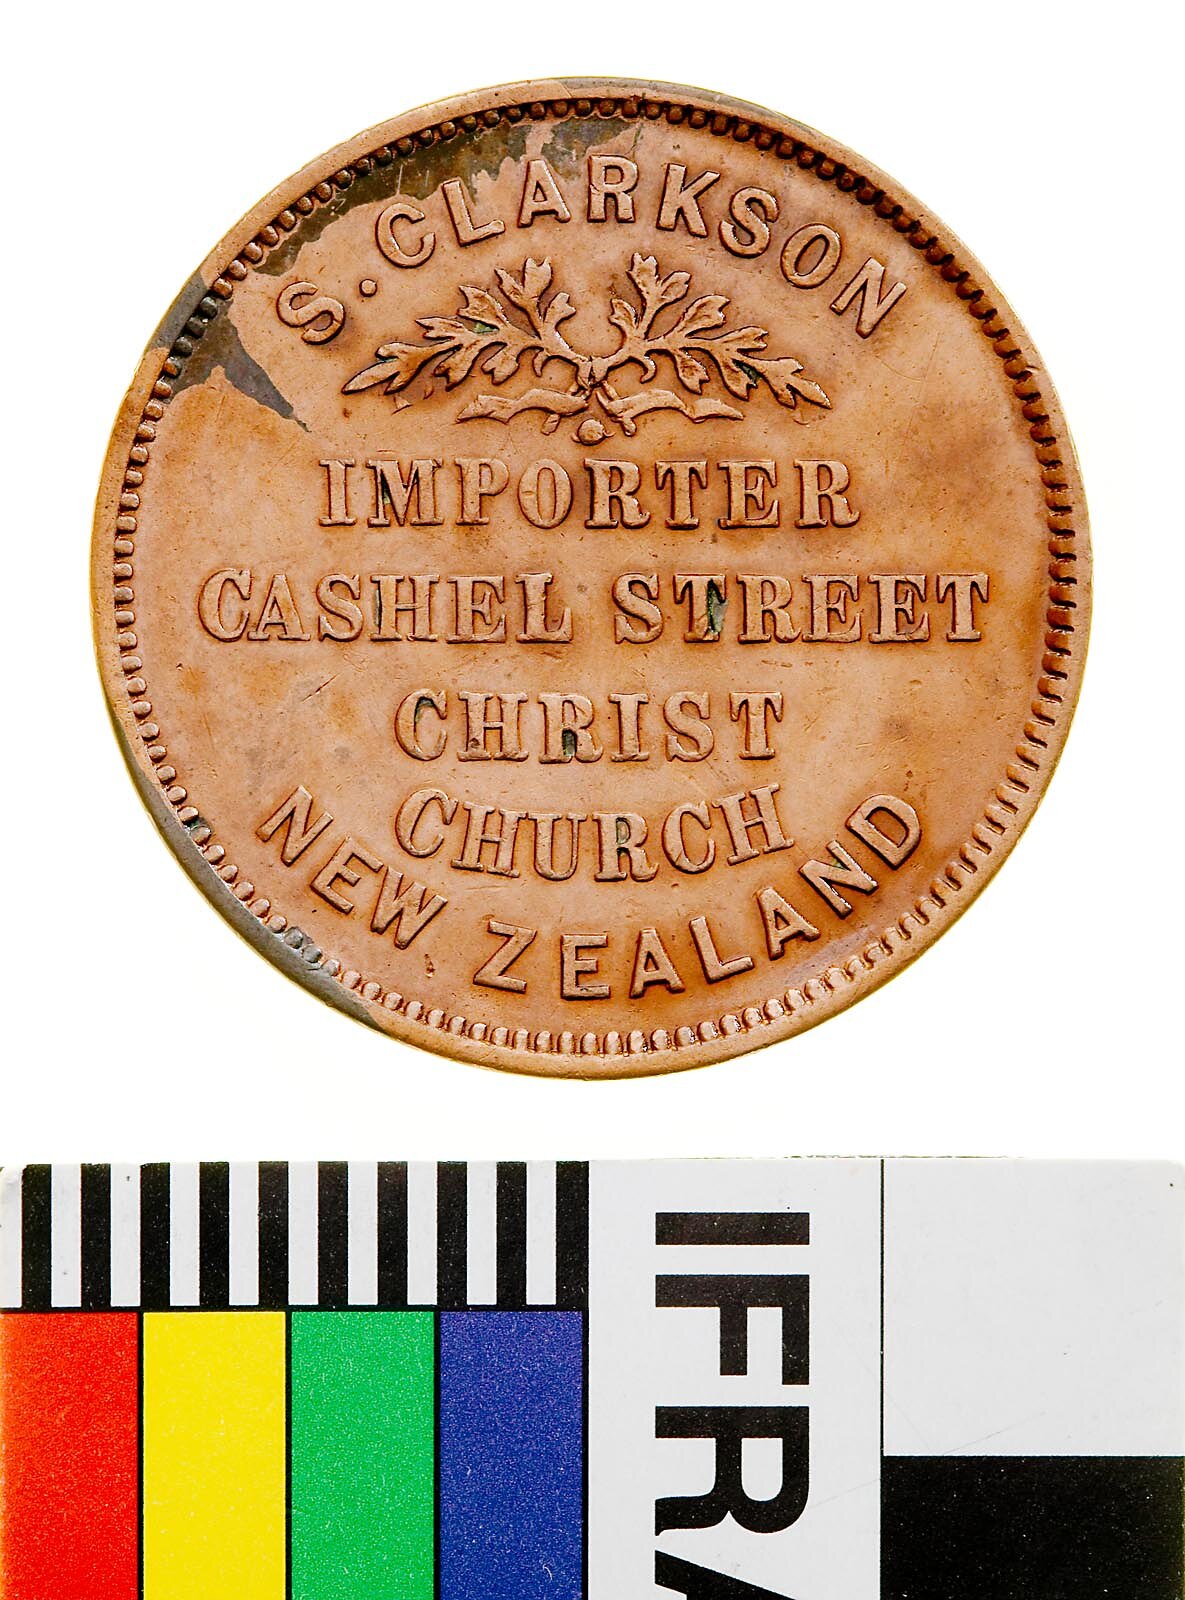 S. CLARKSON
IMPORTER
CASHEL STREET
CHRIST
CHURCH
NEW ZEALAND
IFRA